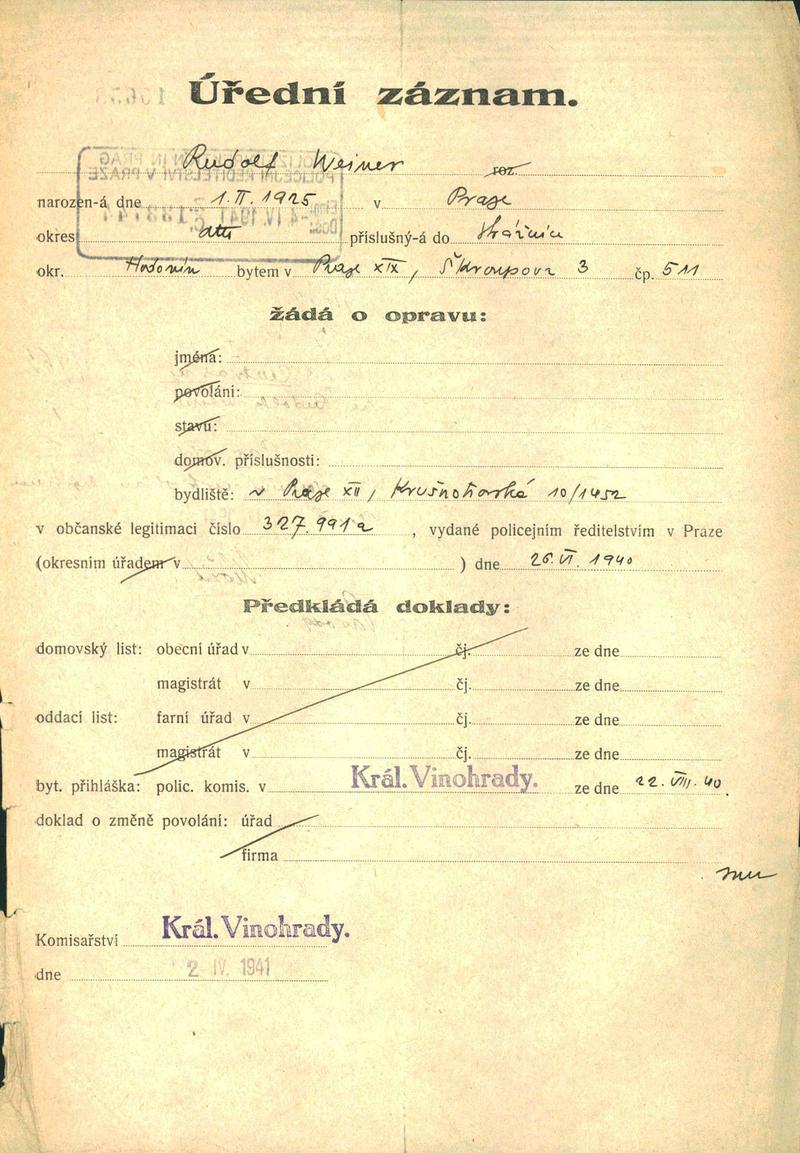 Úřední záznam.
Rudolf Weiner roz.
narozen-á dne 1.II.1925 v Praze
okres příslušný-á do Strážnice
okr. Hodonín bytem v Praze XIX, Škroupova 3 čp. 511
žádá o opravu:
jména:
povolání:
stavu:
domov. příslušnosti:
bydliště: v Praze XII, Krušnohorská 10/1452
v občanské legitimaci číslo 327.991a, vydané policejním ředitelstvím v Praze
(okresním úřadem v ) dne 26.VI.1940
Předkládá doklady:
domovský list: obecní úřad v čj. ze dne
magistrát v čj. ze dne
oddací list: farní úřad v čj. ze dne
magistrát v čj. ze dne
byt. přihláška: polic. komis. v Král. Vinohrady. ze dne 22.VIII.40.
doklad o změně povolání: úřad
firma
Komisařství Král. Vinohrady.
dne 2 IV. 1941